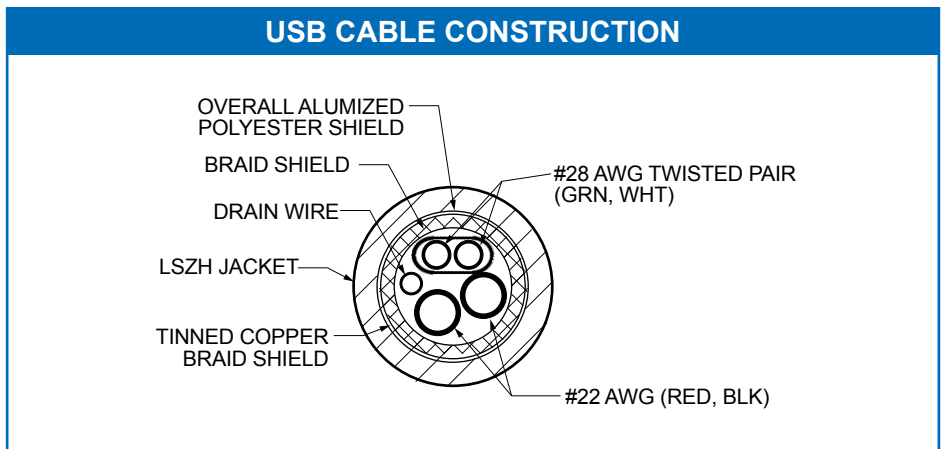 USB CABLE CONSTRUCTION
OVERALL ALUMIZED
POLYESTER SHIELD
BRAID SHIELD
DRAIN WIRE
LSZH JACKET
TINNED COPPER
BRAID SHIELD
#28 AWG TWISTED PAIR
(GRN, WHT)
#22 AWG (RED, BLK)